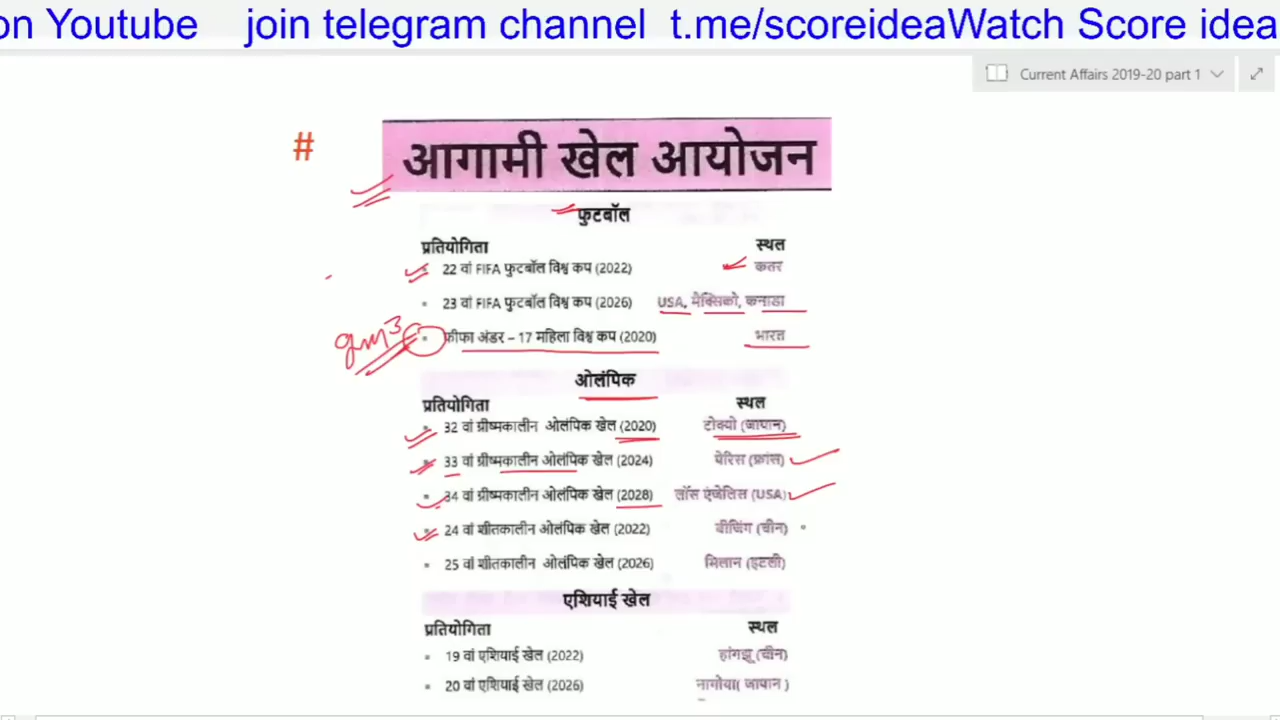 on Youtube join telegram channel t.me/scoreideaWatch Score idea
Current Affairs 2019-20 part 1
#
आगामी खेल आयोजन
फुटबॉल
प्रतियोगिता स्थल
22 वां FIFA फुटबॉल विश्व कप (2022) कतर
23 वां FIFA फुटबॉल विश्व कप (2026) USA, मैक्सिको, कनाडा
फीफा अंडर – 17 महिला विश्व कप (2020) भारत
ओलंपिक
प्रतियोगिता स्थल
32 वां ग्रीष्मकालीन ओलंपिक खेल (2020) टोक्यो (जापान)
33 वां ग्रीष्मकालीन ओलंपिक खेल (2024) पेरिस (फ्रांस)
34 वां ग्रीष्मकालीन ओलंपिक खेल (2028) लॉस एंजेलिस (USA)
24 वां शीतकालीन ओलंपिक खेल (2022) बीजिंग (चीन)
25 वां शीतकालीन ओलंपिक खेल (2026) मिलान (इटली)
एशियाई खेल
प्रतियोगिता स्थल
19 वां एशियाई खेल (2022) हांगझू (चीन)
20 वां एशियाई खेल (2026) नागोया( जापान )